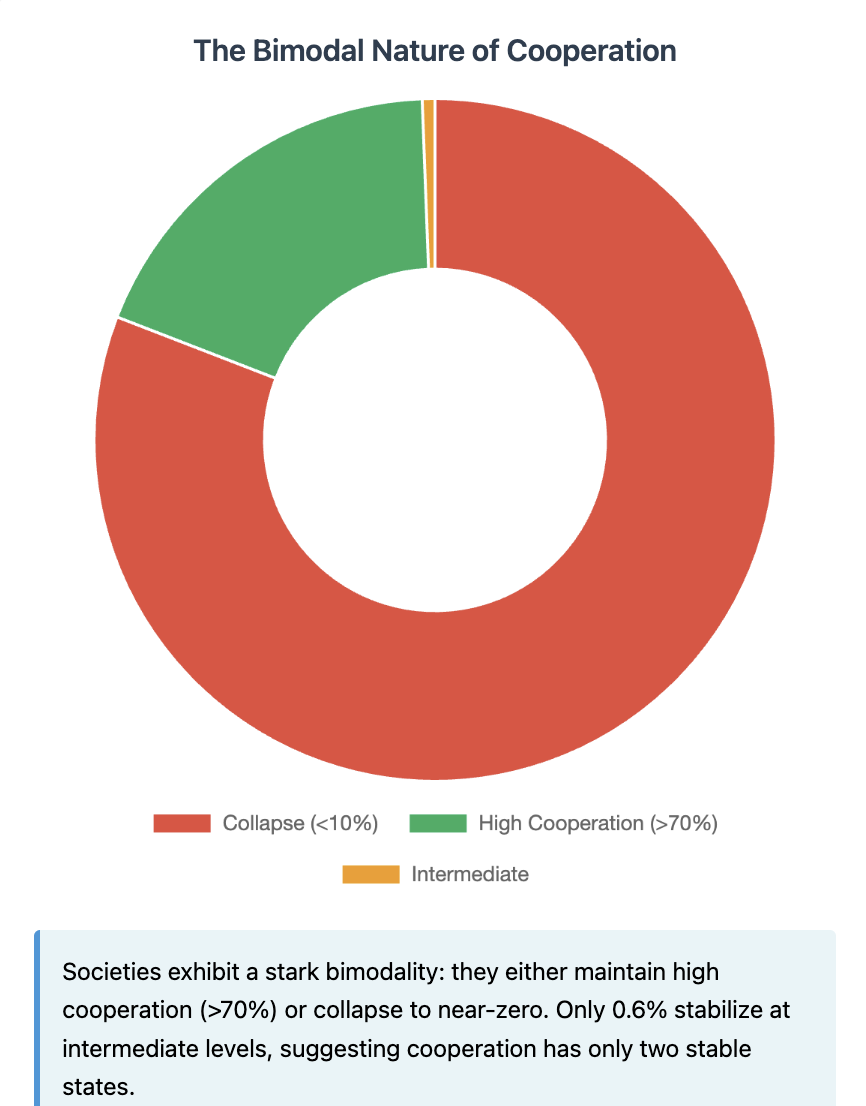 The Bimodal Nature of Cooperation
Collapse (<10%)
High Cooperation (>70%)
Intermediate
Societies exhibit a stark bimodality: they either maintain high
cooperation (>70%) or collapse to near-zero. Only 0.6% stabilize at
intermediate levels, suggesting cooperation has only two stable
states.